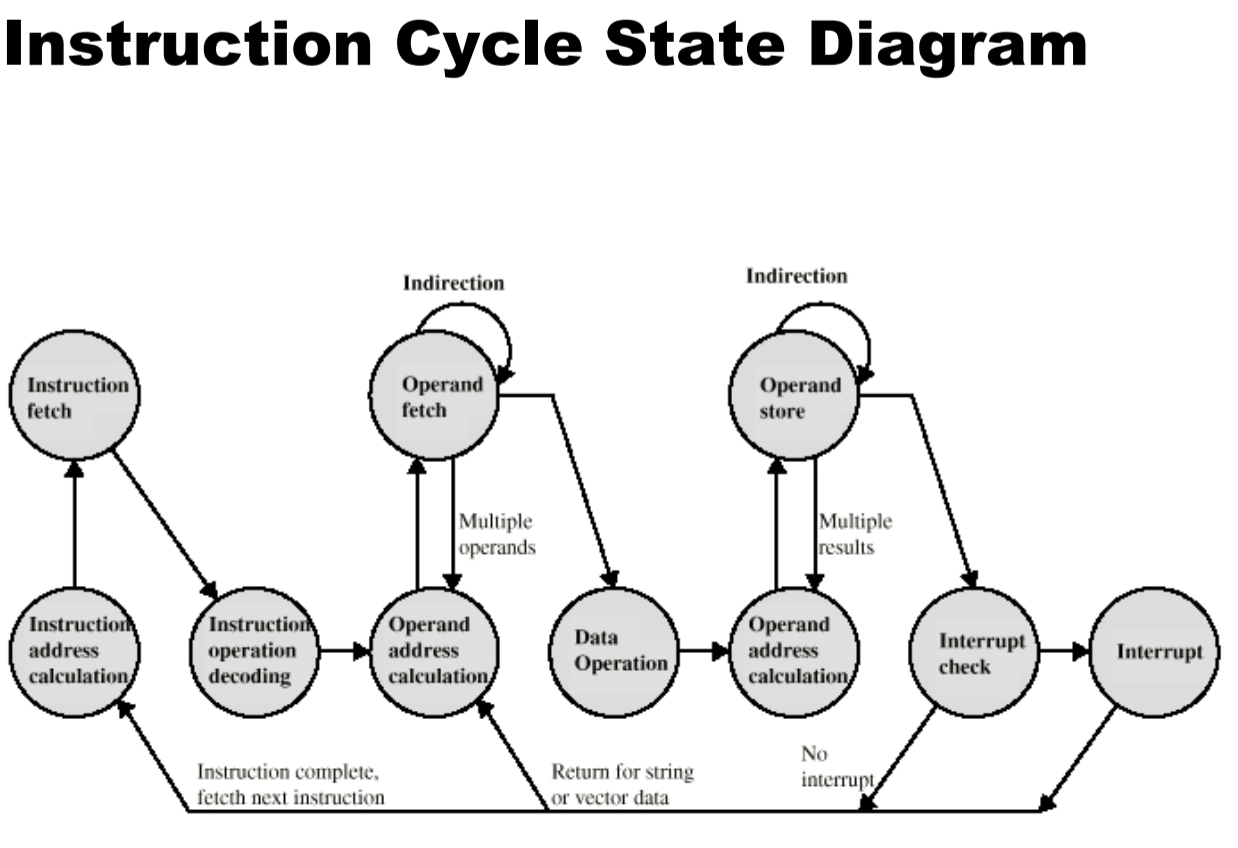 Instruction Cycle State Diagram
Indirection
Indirection
Instruction
fetch
Operand
fetch
Operand
store
Multiple
operands
Multiple
results
Instruction
address
calculation
Instruction
operation
decoding
Operand
address
calculation
Data
Operation
Operand
address
calculation
Interrupt
check
Interrupt
Instruction complete,
fetcth next instruction
Return for string
or vector data
No
interrupt